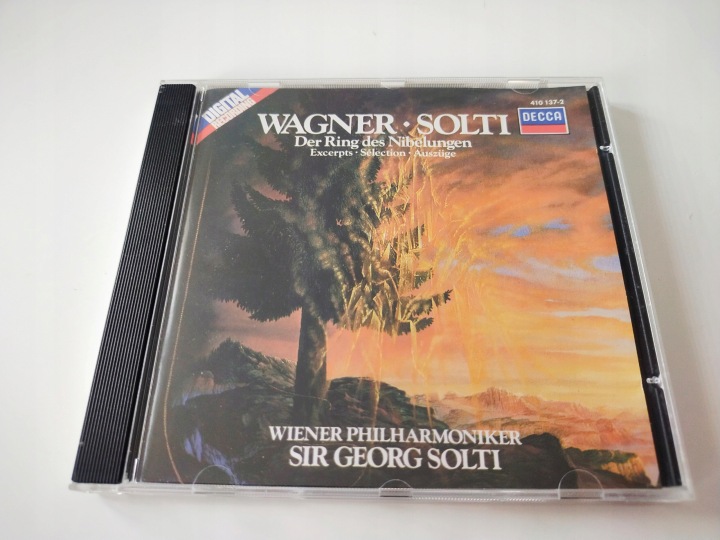 DIGITAL
RECORDING
410 137-2
DECCA
WAGNER · SOLTI
Der Ring des Nibelungen
Excerpts · Sélection · Auszüge
WIENER PHILHARMONIKER
SIR GEORG SOLTI